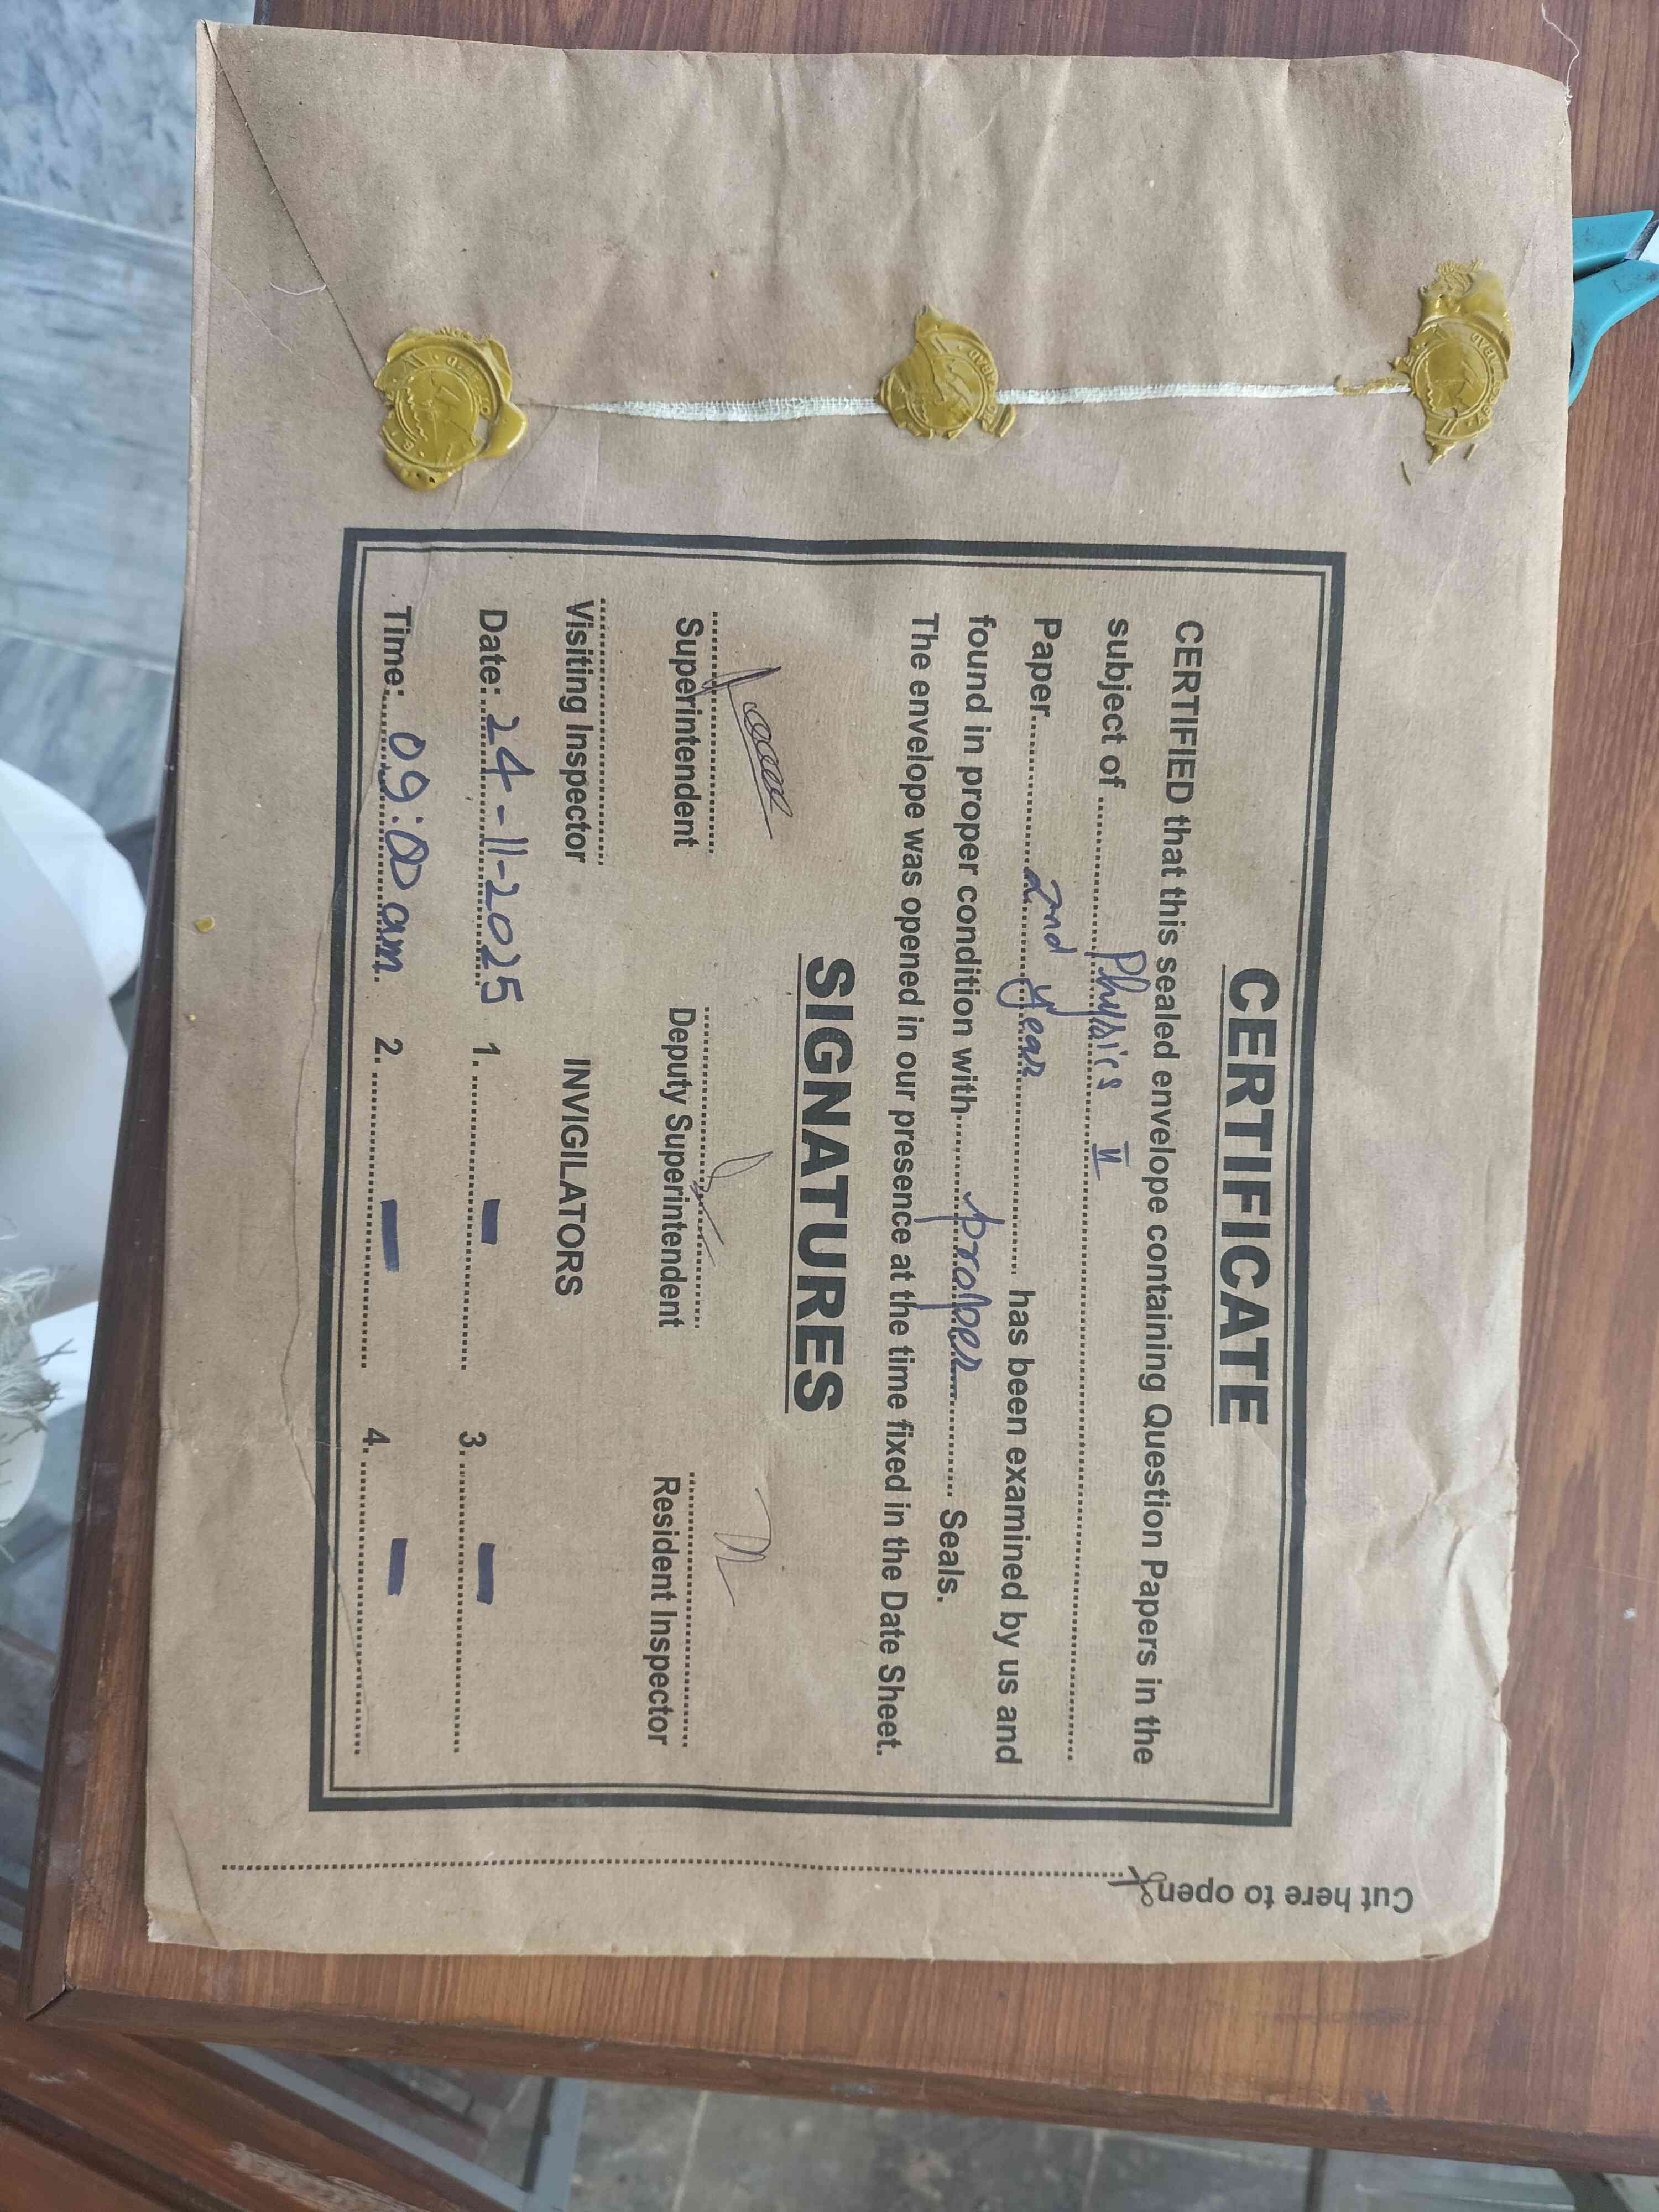 CERTIFICATE
CERTIFIED that this sealed envelope containing Question Papers in the
subject of ........ Physics II ........
Paper........ 2nd year ........ has been examined by us and
found in proper condition with........ proper ........ Seals.
The envelope was opened in our presence at the time fixed in the Date Sheet.
SIGNATURES
Superintendent Deputy Superintendent Resident Inspector
Visiting Inspector INVIGILATORS
Date: 24-11-2025 1. – 3. –
Time: 09:00 am 2. – 4. –
Cut here to open